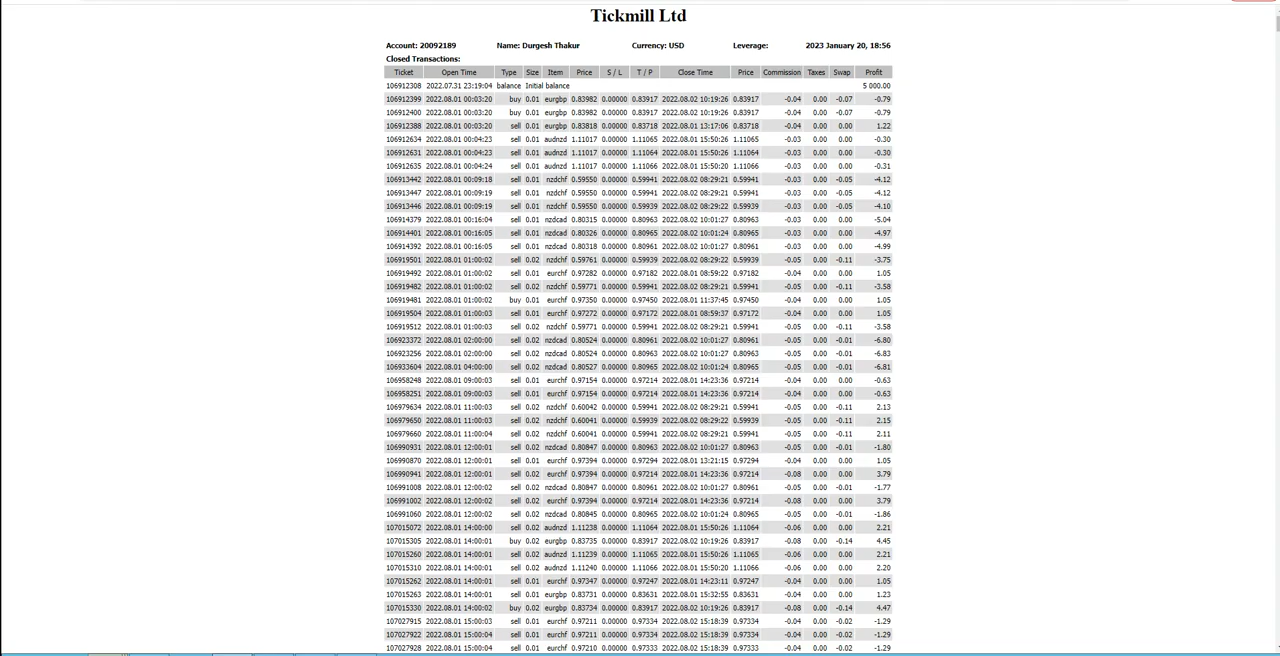 Tickmill Ltd
Account: 20092189 Name: Durgesh Thakur Currency: USD Leverage: 2023 January 20, 18:56
Closed Transactions:
Ticket Open Time Type Size Item Price S / L T / P Close Time Price Commission Taxes Swap Profit
106912308 2022.07.31 23:19:04 balance Initial balance 5 000.00
106912399 2022.08.01 00:03:20 buy 0.01 eurgbp 0.83982 0.00000 0.83917 2022.08.02 10:19:26 0.83917 -0.04 0.00 -0.07 -0.79
106912400 2022.08.01 00:03:20 buy 0.01 eurgbp 0.83982 0.00000 0.83917 2022.08.02 10:19:26 0.83917 -0.04 0.00 -0.07 -0.79
106912388 2022.08.01 00:03:20 sell 0.01 eurgbp 0.83818 0.00000 0.83718 2022.08.01 13:17:06 0.83718 -0.04 0.00 0.00 1.22
106912634 2022.08.01 00:04:23 sell 0.01 audnzd 1.11017 0.00000 1.11065 2022.08.01 15:50:26 1.11065 -0.03 0.00 0.00 -0.30
106912631 2022.08.01 00:04:23 sell 0.01 audnzd 1.11017 0.00000 1.11064 2022.08.01 15:50:26 1.11064 -0.03 0.00 0.00 -0.30
106912635 2022.08.01 00:04:24 sell 0.01 audnzd 1.11017 0.00000 1.11066 2022.08.01 15:50:20 1.11066 -0.03 0.00 0.00 -0.31
106913442 2022.08.01 00:09:18 sell 0.01 nzdchf 0.59550 0.00000 0.59941 2022.08.02 08:29:21 0.59941 -0.03 0.00 -0.05 -4.12
106913447 2022.08.01 00:09:19 sell 0.01 nzdchf 0.59550 0.00000 0.59941 2022.08.02 08:29:21 0.59941 -0.03 0.00 -0.05 -4.12
106913446 2022.08.01 00:09:19 sell 0.01 nzdchf 0.59550 0.00000 0.59939 2022.08.02 08:29:22 0.59939 -0.03 0.00 -0.05 -4.10
106914379 2022.08.01 00:16:04 sell 0.01 nzdcad 0.80315 0.00000 0.80963 2022.08.02 10:01:27 0.80963 -0.03 0.00 0.00 -5.04
106914401 2022.08.01 00:16:05 sell 0.01 nzdcad 0.80326 0.00000 0.80965 2022.08.02 10:01:24 0.80965 -0.03 0.00 0.00 -4.97
106914392 2022.08.01 00:16:05 sell 0.01 nzdcad 0.80318 0.00000 0.80961 2022.08.02 10:01:27 0.80961 -0.03 0.00 0.00 -4.99
106919501 2022.08.01 01:00:02 sell 0.02 nzdchf 0.59761 0.00000 0.59939 2022.08.02 08:29:22 0.59939 -0.05 0.00 -0.11 -3.75
106919492 2022.08.01 01:00:02 sell 0.01 eurchf 0.97282 0.00000 0.97182 2022.08.01 08:59:22 0.97182 -0.04 0.00 0.00 1.05
106919482 2022.08.01 01:00:02 sell 0.02 nzdchf 0.59771 0.00000 0.59941 2022.08.02 08:29:21 0.59941 -0.05 0.00 -0.11 -3.58
106919481 2022.08.01 01:00:02 buy 0.01 eurchf 0.97350 0.00000 0.97450 2022.08.01 11:37:45 0.97450 -0.04 0.00 0.00 1.05
106919504 2022.08.01 01:00:03 sell 0.01 eurchf 0.97272 0.00000 0.97172 2022.08.01 08:59:37 0.97172 -0.04 0.00 0.00 1.05
106919512 2022.08.01 01:00:03 sell 0.02 nzdchf 0.59771 0.00000 0.59941 2022.08.02 08:29:21 0.59941 -0.05 0.00 -0.11 -3.58
106923372 2022.08.01 02:00:00 sell 0.02 nzdcad 0.80524 0.00000 0.80961 2022.08.02 10:01:27 0.80961 -0.05 0.00 -0.01 -6.80
106923256 2022.08.01 02:00:00 sell 0.02 nzdcad 0.80524 0.00000 0.80963 2022.08.02 10:01:27 0.80963 -0.05 0.00 -0.01 -6.83
106933604 2022.08.01 04:00:00 sell 0.02 nzdcad 0.80527 0.00000 0.80965 2022.08.02 10:01:24 0.80965 -0.05 0.00 -0.01 -6.81
106958248 2022.08.01 09:00:03 sell 0.01 eurchf 0.97154 0.00000 0.97214 2022.08.01 14:23:36 0.97214 -0.04 0.00 0.00 -0.63
106958251 2022.08.01 09:00:03 sell 0.01 eurchf 0.97154 0.00000 0.97214 2022.08.01 14:23:36 0.97214 -0.04 0.00 0.00 -0.63
106979634 2022.08.01 11:00:03 sell 0.02 nzdchf 0.60042 0.00000 0.59941 2022.08.02 08:29:21 0.59941 -0.05 0.00 -0.11 2.13
106979650 2022.08.01 11:00:03 sell 0.02 nzdchf 0.60041 0.00000 0.59939 2022.08.02 08:29:22 0.59939 -0.05 0.00 -0.11 2.15
106979660 2022.08.01 11:00:04 sell 0.02 nzdchf 0.60041 0.00000 0.59941 2022.08.02 08:29:21 0.59941 -0.05 0.00 -0.11 2.11
106990931 2022.08.01 12:00:01 sell 0.02 nzdcad 0.80847 0.00000 0.80963 2022.08.02 10:01:27 0.80963 -0.05 0.00 -0.01 -1.80
106990870 2022.08.01 12:00:01 sell 0.01 eurchf 0.97394 0.00000 0.97294 2022.08.01 13:21:15 0.97294 -0.04 0.00 0.00 1.05
106990941 2022.08.01 12:00:01 sell 0.02 eurchf 0.97394 0.00000 0.97214 2022.08.01 14:23:36 0.97214 -0.08 0.00 0.00 3.79
106991008 2022.08.01 12:00:02 sell 0.02 nzdcad 0.80847 0.00000 0.80961 2022.08.02 10:01:27 0.80961 -0.05 0.00 -0.01 -1.77
106991002 2022.08.01 12:00:02 sell 0.02 eurchf 0.97394 0.00000 0.97214 2022.08.01 14:23:36 0.97214 -0.08 0.00 0.00 3.79
106991060 2022.08.01 12:00:02 sell 0.02 nzdcad 0.80845 0.00000 0.80965 2022.08.02 10:01:24 0.80965 -0.05 0.00 -0.01 -1.86
107015072 2022.08.01 14:00:00 sell 0.02 audnzd 1.11238 0.00000 1.11064 2022.08.01 15:50:26 1.11064 -0.06 0.00 0.00 2.21
107015305 2022.08.01 14:00:01 buy 0.02 eurgbp 0.83735 0.00000 0.83917 2022.08.02 10:19:26 0.83917 -0.08 0.00 -0.14 4.45
107015260 2022.08.01 14:00:01 sell 0.02 audnzd 1.11239 0.00000 1.11065 2022.08.01 15:50:26 1.11065 -0.06 0.00 0.00 2.21
107015310 2022.08.01 14:00:01 sell 0.02 audnzd 1.11240 0.00000 1.11066 2022.08.01 15:50:20 1.11066 -0.06 0.00 0.00 2.20
107015262 2022.08.01 14:00:01 sell 0.01 eurchf 0.97347 0.00000 0.97247 2022.08.01 14:23:11 0.97247 -0.04 0.00 0.00 1.05
107015263 2022.08.01 14:00:01 sell 0.01 eurgbp 0.83731 0.00000 0.83631 2022.08.01 15:32:55 0.83631 -0.04 0.00 0.00 1.23
107015330 2022.08.01 14:00:02 buy 0.02 eurgbp 0.83734 0.00000 0.83917 2022.08.02 10:19:26 0.83917 -0.08 0.00 -0.14 4.47
107027915 2022.08.01 15:00:03 sell 0.01 eurchf 0.97211 0.00000 0.97334 2022.08.02 15:18:39 0.97334 -0.04 0.00 -0.02 -1.29
107027922 2022.08.01 15:00:04 sell 0.01 eurchf 0.97211 0.00000 0.97334 2022.08.02 15:18:39 0.97334 -0.04 0.00 -0.02 -1.29
107027928 2022.08.01 15:00:04 sell 0.01 eurchf 0.97210 0.00000 0.97333 2022.08.02 15:18:39 0.97333 -0.04 0.00 -0.02 -1.29